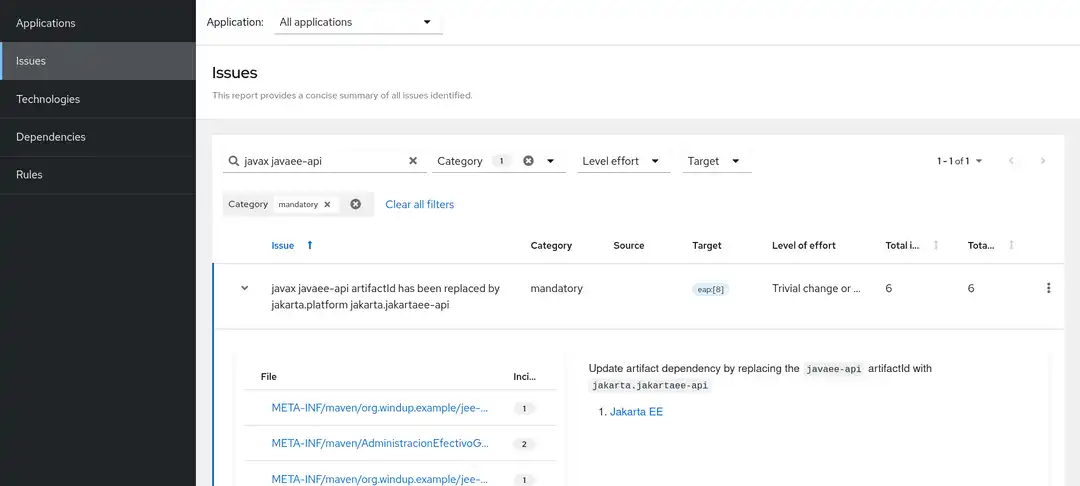 Applications
Issues
Technologies
Dependencies
Rules
Application: All applications
Issues
This report provides a concise summary of all issues identified.
javax javaee-api Category 1 Level effort Target 1 - 1 of 1
Category mandatory Clear all filters
Issue Category Source Target Level of effort Total i... Tota...
javax javaee-api artifactId has been replaced by
jakarta.platform jakarta.jakartaee-api
mandatory eap:[8] Trivial change or ... 6 6
File Inci...
META-INF/maven/org.windup.example/jee-... 1
META-INF/maven/AdministracionEfectivoG... 2
META-INF/maven/org.windup.example/jee-... 1
Update artifact dependency by replacing the javaee-api artifactId with
jakarta.jakartaee-api
1. Jakarta EE